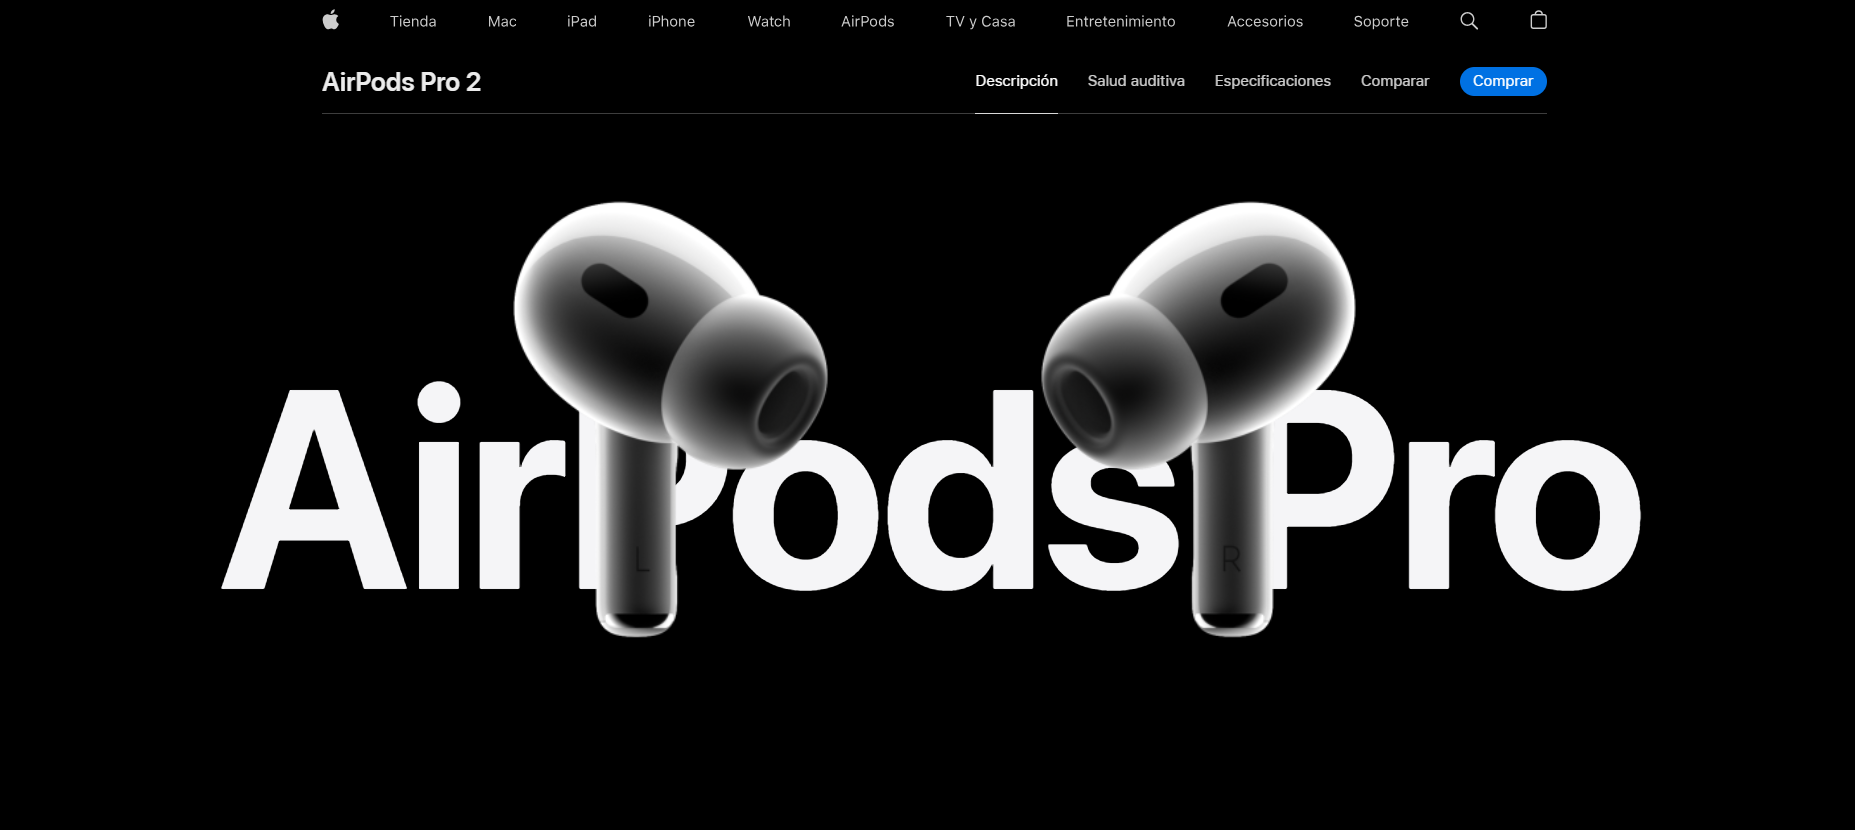 Tienda Mac iPad iPhone Watch AirPods TV y Casa Entretenimiento Accesorios Soporte
AirPods Pro 2 Descripción Salud auditiva Especificaciones Comparar Comprar
AirPods Pro
L R